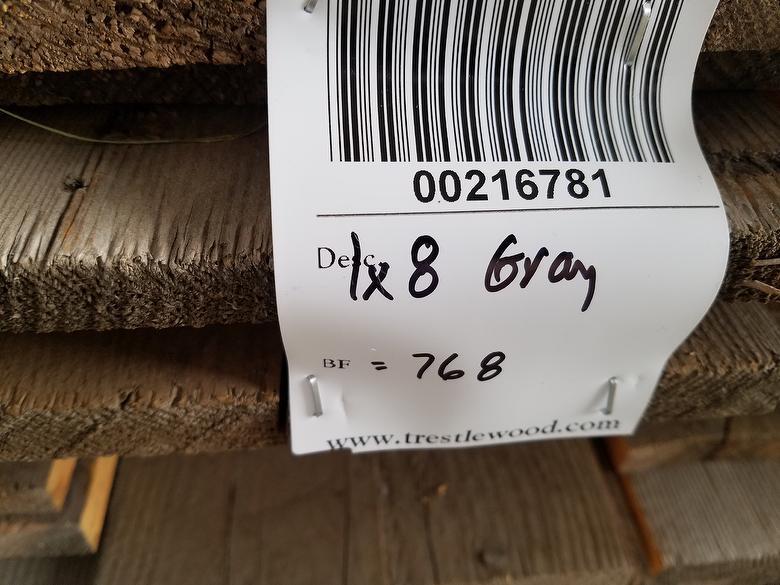 00216781
Desc. 1x8 Gray
BF = 768
www.trestlewood.com